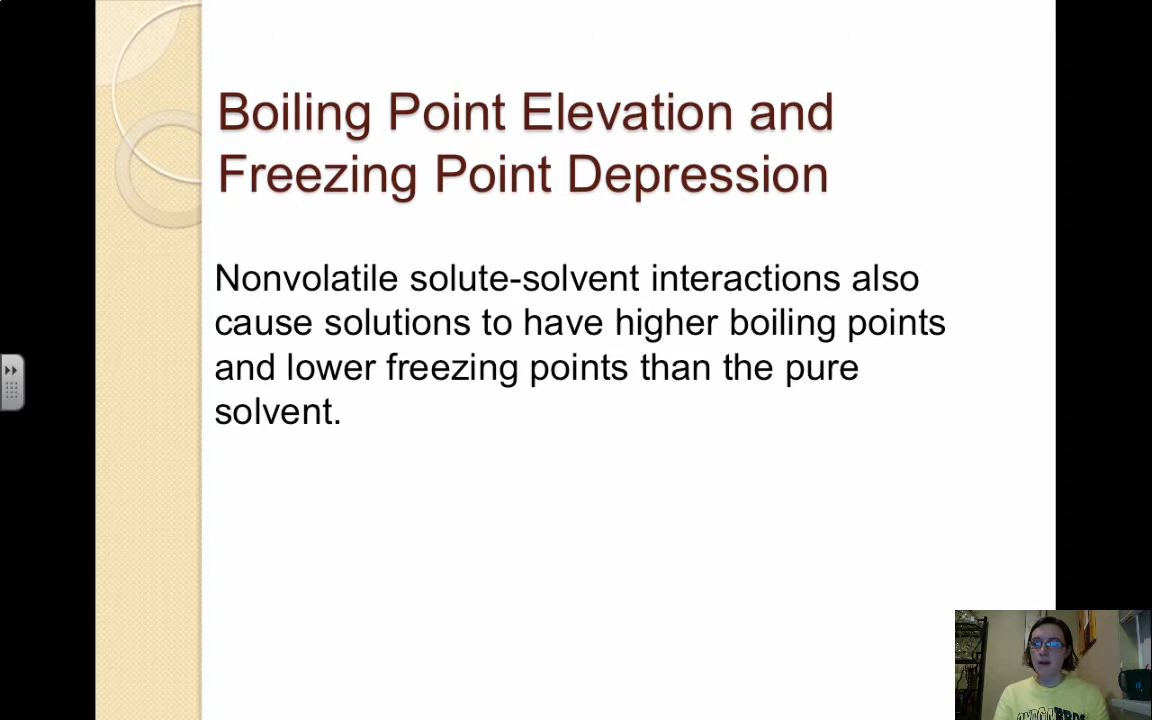 Boiling Point Elevation and
Freezing Point Depression
Nonvolatile solute-solvent interactions also
cause solutions to have higher boiling points
and lower freezing points than the pure
solvent.